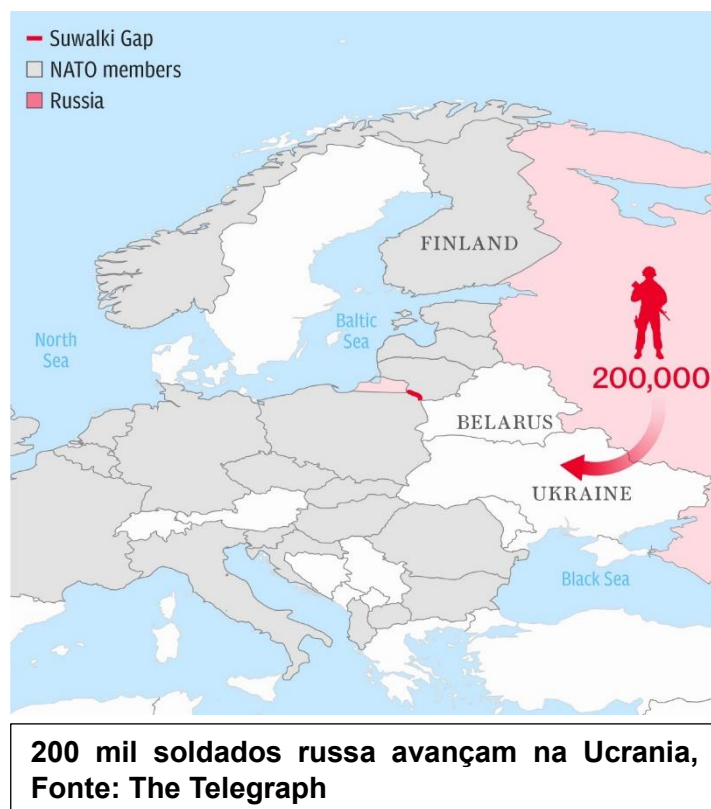 Suwalki Gap
NATO members
Russia
FINLAND
North
Sea
Baltic
Sea
200,000
BELARUS
UKRAINE
Black Sea
200 mil soldados russa avançam na Ucrania,
Fonte: The Telegraph